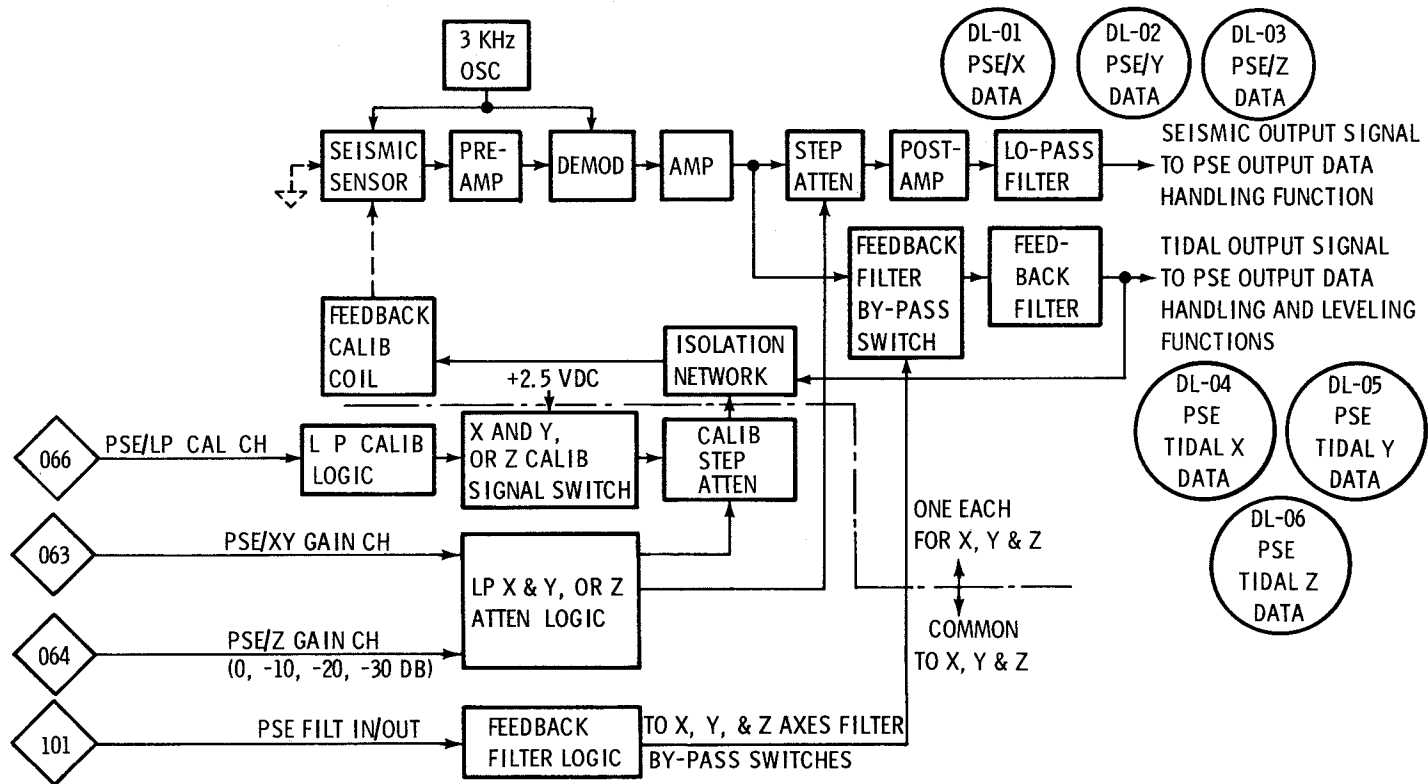 3 KHz
OSC
DL-01
PSE/X
DATA
DL-02
PSE/Y
DATA
DL-03
PSE/Z
DATA
SEISMIC
SENSOR
PRE-
AMP
DEMOD
AMP
STEP
ATTEN
POST-
AMP
LO-PASS
FILTER
SEISMIC OUTPUT SIGNAL
TO PSE OUTPUT DATA
HANDLING FUNCTION
FEEDBACK
FILTER
BY-PASS
SWITCH
FEED-
BACK
FILTER
TIDAL OUTPUT SIGNAL
TO PSE OUTPUT DATA
HANDLING AND LEVELING
FUNCTIONS
FEEDBACK
CALIB
COIL
ISOLATION
NETWORK
+2.5 VDC
DL-04
PSE
TIDAL X
DATA
DL-05
PSE
TIDAL Y
DATA
DL-06
PSE
TIDAL Z
DATA
066
PSE/LP CAL CH
L P CALIB
LOGIC
X AND Y,
OR Z CALIB
SIGNAL SWITCH
CALIB
STEP
ATTEN
063
PSE/XY GAIN CH
LP X & Y, OR Z
ATTEN LOGIC
ONE EACH
FOR X, Y & Z
COMMON
TO X, Y & Z
064
PSE/Z GAIN CH
(0, -10, -20, -30 DB)
101
PSE FILT IN/OUT
FEEDBACK
FILTER LOGIC
TO X, Y, & Z AXES FILTER
BY-PASS SWITCHES